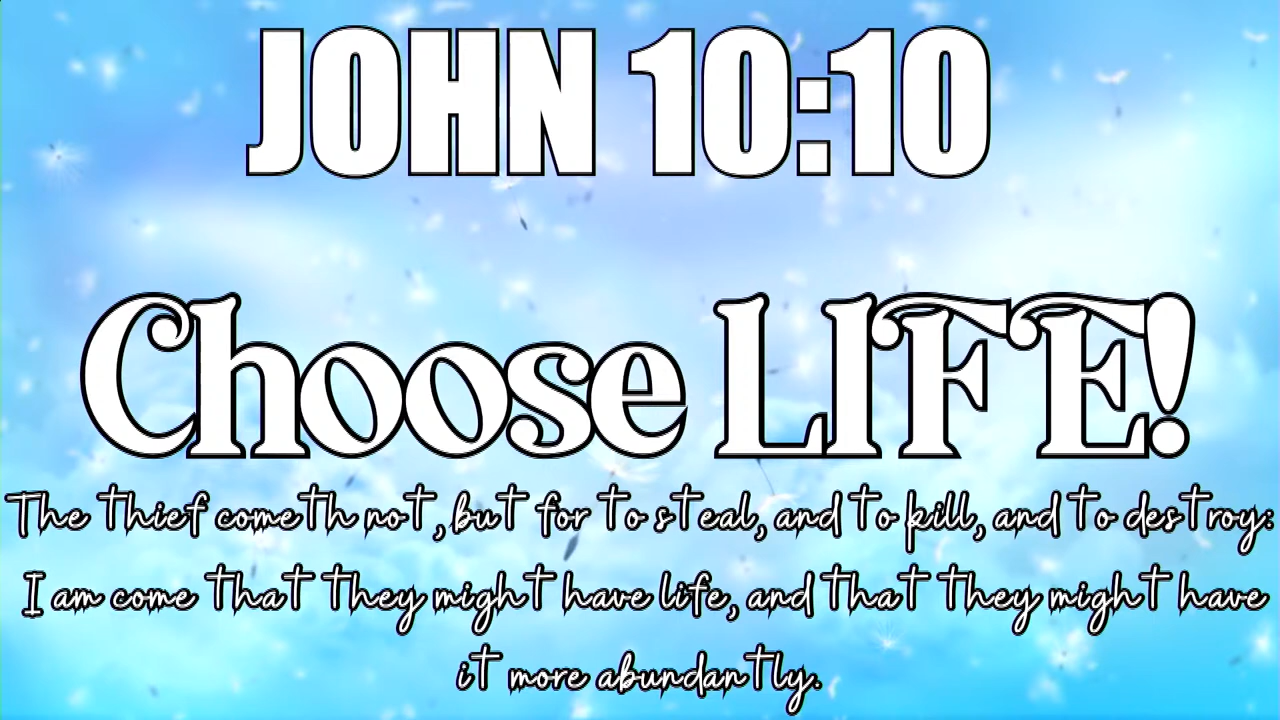 JOHN 10:10
Choose LIFE!
The thief cometh not, but for to steal, and to kill, and to destroy:
I am come that they might have life, and that they might have
it more abundantly.